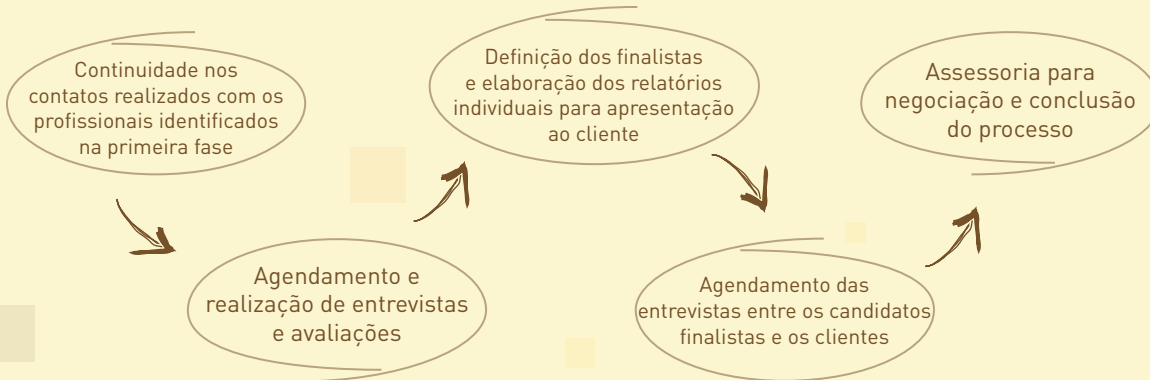 Continuidade nos
contatos realizados com os
profissionais identificados
na primeira fase
Agendamento e
realização de entrevistas
e avaliações
Definição dos finalistas
e elaboração dos relatórios
individuais para apresentação
ao cliente
Agendamento das
entrevistas entre os candidatos
finalistas e os clientes
Assessoria para
negociação e conclusão
do processo